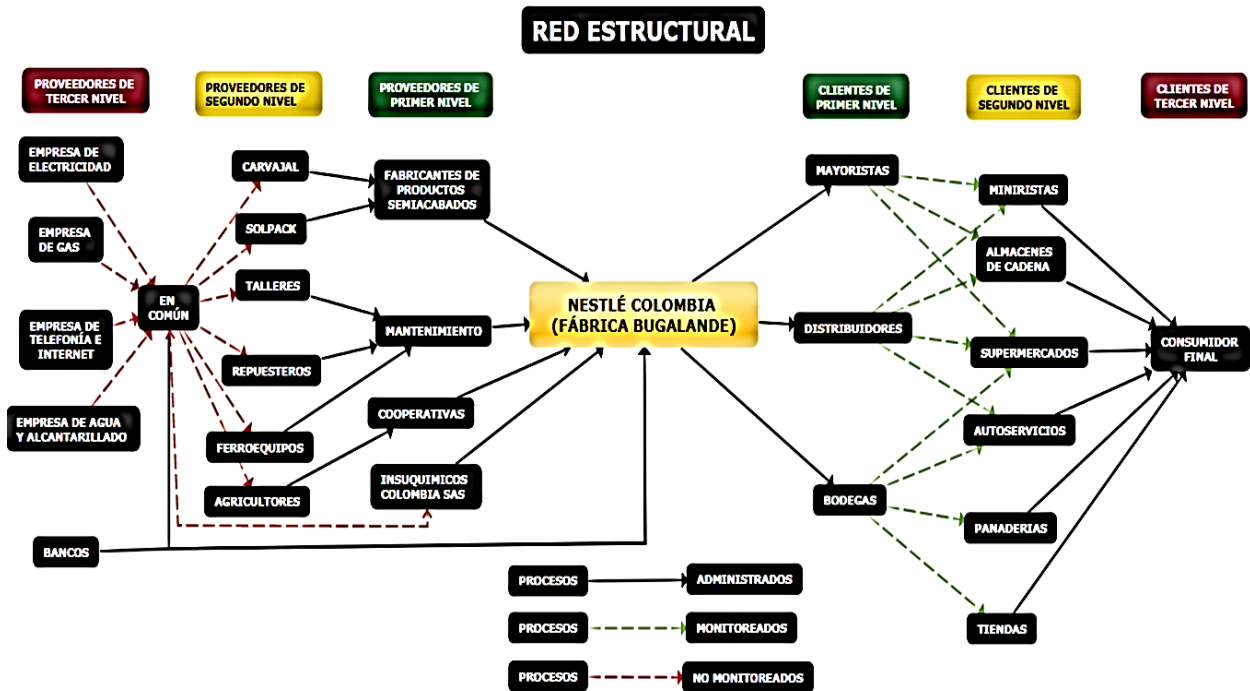 RED ESTRUCTURAL
PROVEEDORES DE
TERCER NIVEL
PROVEEDORES DE
SEGUNDO NIVEL
PROVEEDORES DE
PRIMER NIVEL
CLIENTES DE
PRIMER NIVEL
CLIENTES DE
SEGUNDO NIVEL
CLIENTES DE
TERCER NIVEL
EMPRESA DE
ELECTRICIDAD
EMPRESA
DE GAS
EMPRESA DE
TELEFONÍA E
INTERNET
EMPRESA DE AGUA
Y ALCANTARILLADO
BANCOS
EN
COMÚN
CARVAJAL
SOLPACK
TALLERES
REPUESTEROS
FERROEQUIPOS
AGRICULTORES
FABRICANTES DE
PRODUCTOS
SEMIACABADOS
MANTENIMIENTO
COOPERATIVAS
INSUQUIMICOS
COLOMBIA SAS
NESTLÉ COLOMBIA
(FÁBRICA BUGALANDE)
MAYORISTAS
DISTRIBUIDORES
BODEGAS
MINIRISTAS
ALMACENES
DE CADENA
SUPERMERCADOS
AUTOSERVICIOS
PANADERIAS
TIENDAS
CONSUMIDOR
FINAL
PROCESOS
ADMINISTRADOS
PROCESOS
MONITOREADOS
PROCESOS
NO MONITOREADOS